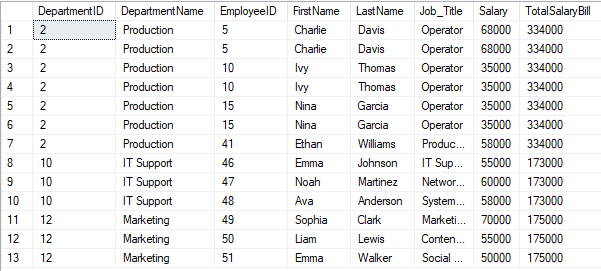 DepartmentID DepartmentName EmployeeID FirstName LastName Job_Title Salary TotalSalaryBill
1 2 Production 5 Charlie Davis Operator 68000 334000
2 2 Production 5 Charlie Davis Operator 68000 334000
3 2 Production 10 Ivy Thomas Operator 35000 334000
4 2 Production 10 Ivy Thomas Operator 35000 334000
5 2 Production 15 Nina Garcia Operator 35000 334000
6 2 Production 15 Nina Garcia Operator 35000 334000
7 2 Production 41 Ethan Williams Produc... 58000 334000
8 10 IT Support 46 Emma Johnson IT Sup... 55000 173000
9 10 IT Support 47 Noah Martinez Networ... 60000 173000
10 10 IT Support 48 Ava Anderson System... 58000 173000
11 12 Marketing 49 Sophia Clark Marketi... 70000 175000
12 12 Marketing 50 Liam Lewis Conten... 55000 175000
13 12 Marketing 51 Emma Walker Social ... 50000 175000